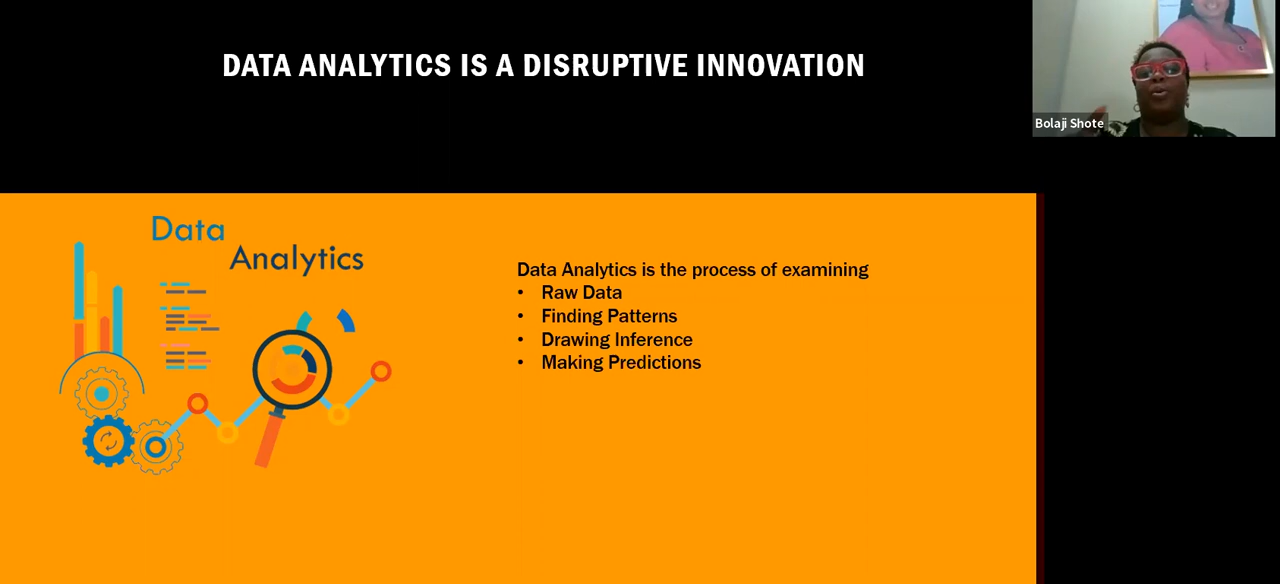 DATA ANALYTICS IS A DISRUPTIVE INNOVATION
Bolaji Shote
Data
Analytics
Data Analytics is the process of examining
• Raw Data
• Finding Patterns
• Drawing Inference
• Making Predictions